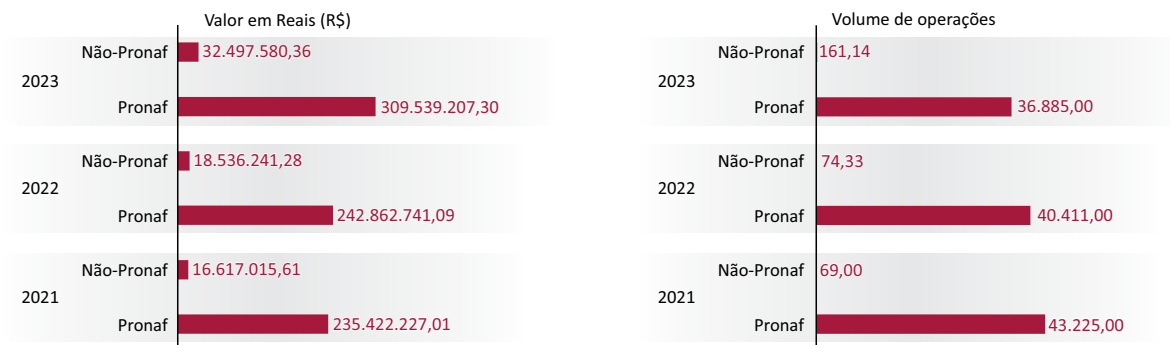 Valor em Reais (R$)
Não-Pronaf 32.497.580,36
2023
Pronaf 309.539.207,30
Não-Pronaf 18.536.241,28
2022
Pronaf 242.862.741,09
Não-Pronaf 16.617.015,61
2021
Pronaf 235.422.227,01
Volume de operações
Não-Pronaf 161,14
2023
Pronaf 36.885,00
Não-Pronaf 74,33
2022
Pronaf 40.411,00
Não-Pronaf 69,00
2021
Pronaf 43.225,00